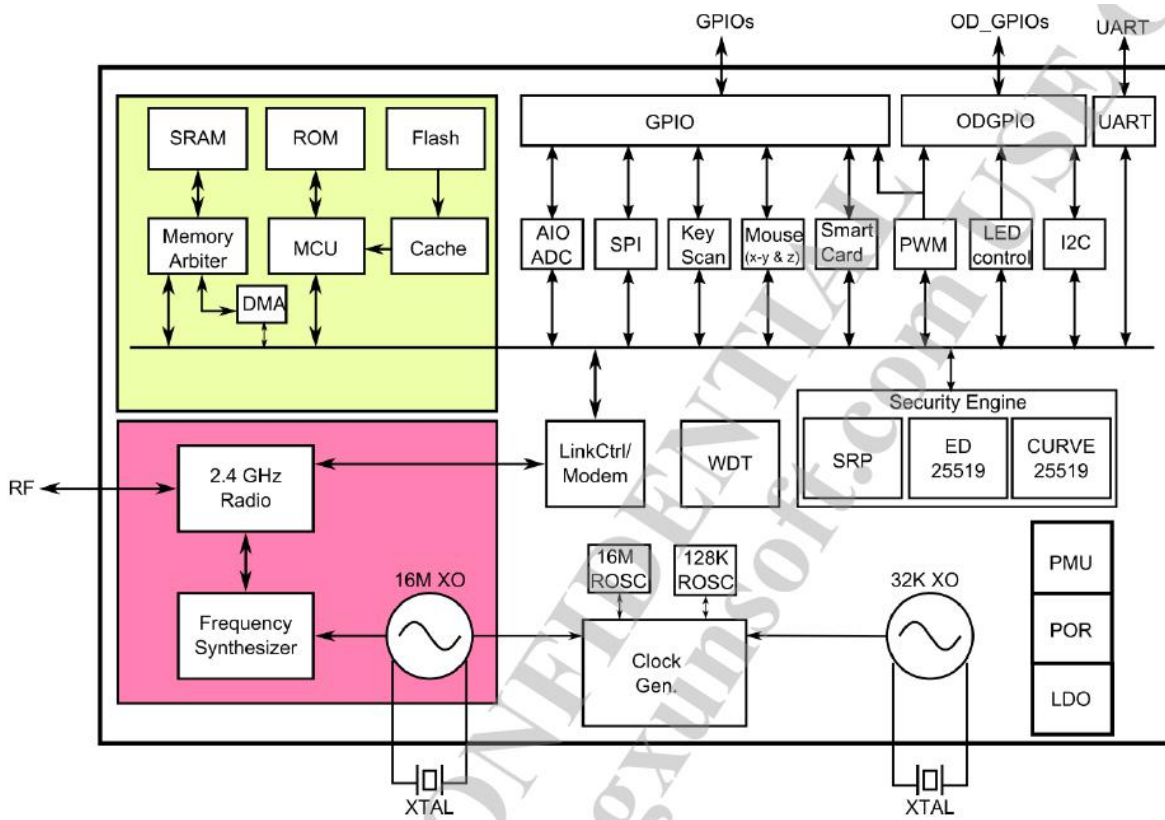 GPIOs
OD_GPIOs
UART
GPIO
ODGPIO
UART
SRAM
ROM
Flash
Memory
Arbiter
MCU
Cache
DMA
AIO
ADC
SPI
Key
Scan
Mouse
(x-y & z)
Smart
Card
PWM
LED
control
I2C
Security Engine
SRP
ED
25519
CURVE
25519
LinkCtrl/
Modem
WDT
RF
2.4 GHz
Radio
Frequency
Synthesizer
16M XO
16M
ROSC
128K
ROSC
Clock
Gen.
32K XO
PMU
POR
LDO
XTAL
XTAL